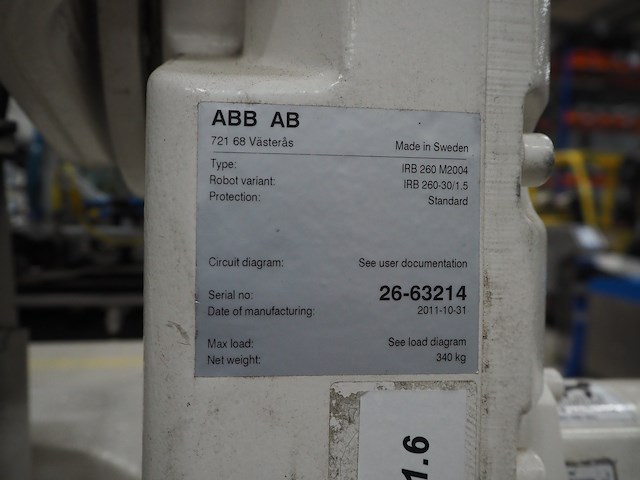 ABB AB
721 68 Västerås Made in Sweden
Type: IRB 260 M2004
Robot variant: IRB 260-30/1.5
Protection: Standard
Circuit diagram: See user documentation
Serial no: 26-63214
Date of manufacturing: 2011-10-31
Max load: See load diagram
Net weight: 340 kg
1.6